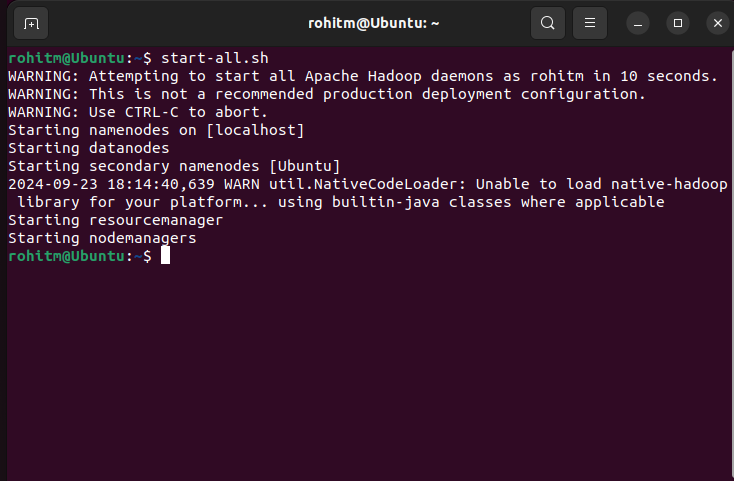 rohitm@Ubuntu: ~
rohitm@Ubuntu:~$ start-all.sh
WARNING: Attempting to start all Apache Hadoop daemons as rohitm in 10 seconds.
WARNING: This is not a recommended production deployment configuration.
WARNING: Use CTRL-C to abort.
Starting namenodes on [localhost]
Starting datanodes
Starting secondary namenodes [Ubuntu]
2024-09-23 18:14:40,639 WARN util.NativeCodeLoader: Unable to load native-hadoop
library for your platform... using builtin-java classes where applicable
Starting resourcemanager
Starting nodemanagers
rohitm@Ubuntu:~$